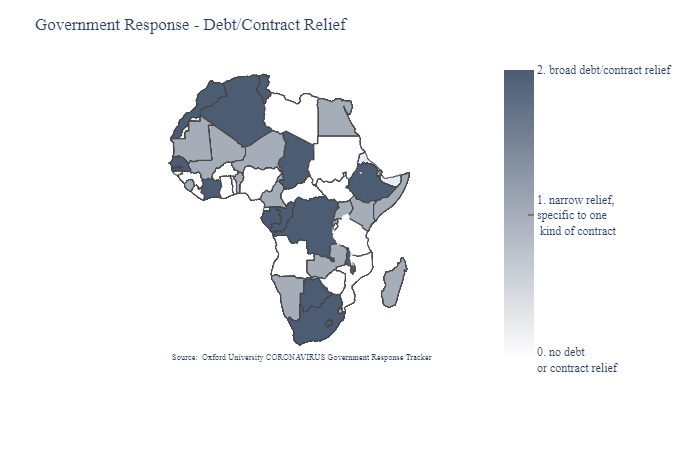 Government Response - Debt/Contract Relief
2. broad debt/contract relief
1. narrow relief,
specific to one
kind of contract
0. no debt
or contract relief
Source: Oxford University CORONAVIRUS Government Response Tracker